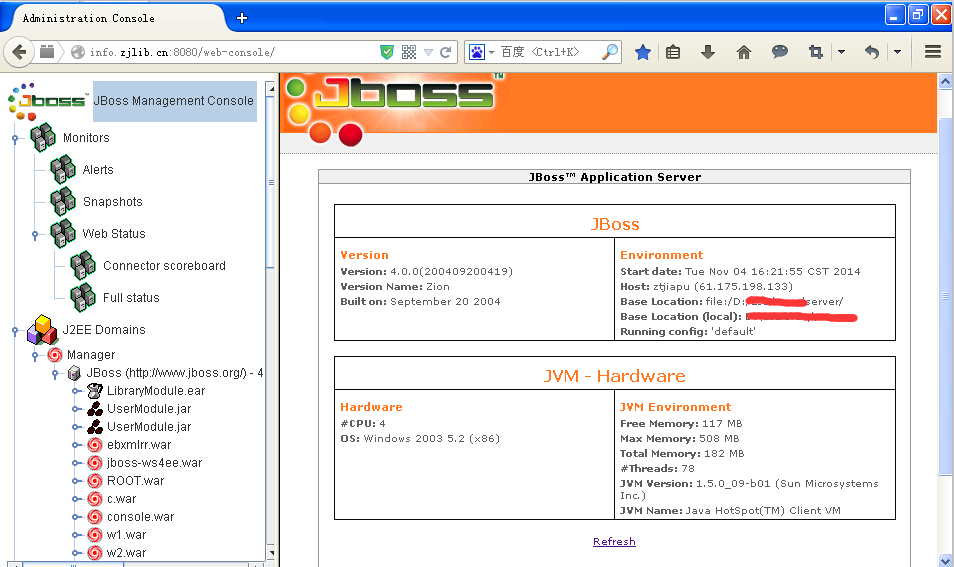 Administration Console
info.zjlib.cn:8080/web-console/
百度 <Ctrl+K>
JBoss
JBoss Management Console
Monitors
Alerts
Snapshots
Web Status
Connector scoreboard
Full status
J2EE Domains
Manager
JBoss (http://www.jboss.org/) - 4
LibraryModule.ear
UserModule.jar
UserModule.jar
ebxmlrr.war
jboss-ws4ee.war
ROOT.war
c.war
console.war
w1.war
w2.war
JBoss™
JBoss™ Application Server
JBoss
Version
Version: 4.0.0(200409200419)
Version Name: Zion
Built on: September 20 2004
Environment
Start date: Tue Nov 04 16:21:55 CST 2014
Host: ztjiapu (61.175.198.133)
Base Location: file:/D: server/
Base Location (local):
Running config: 'default'
JVM - Hardware
Hardware
#CPU: 4
OS: Windows 2003 5.2 (x86)
JVM Environment
Free Memory: 117 MB
Max Memory: 508 MB
Total Memory: 182 MB
#Threads: 78
JVM Version: 1.5.0_09-b01 (Sun Microsystems
Inc.)
JVM Name: Java HotSpot(TM) Client VM
Refresh